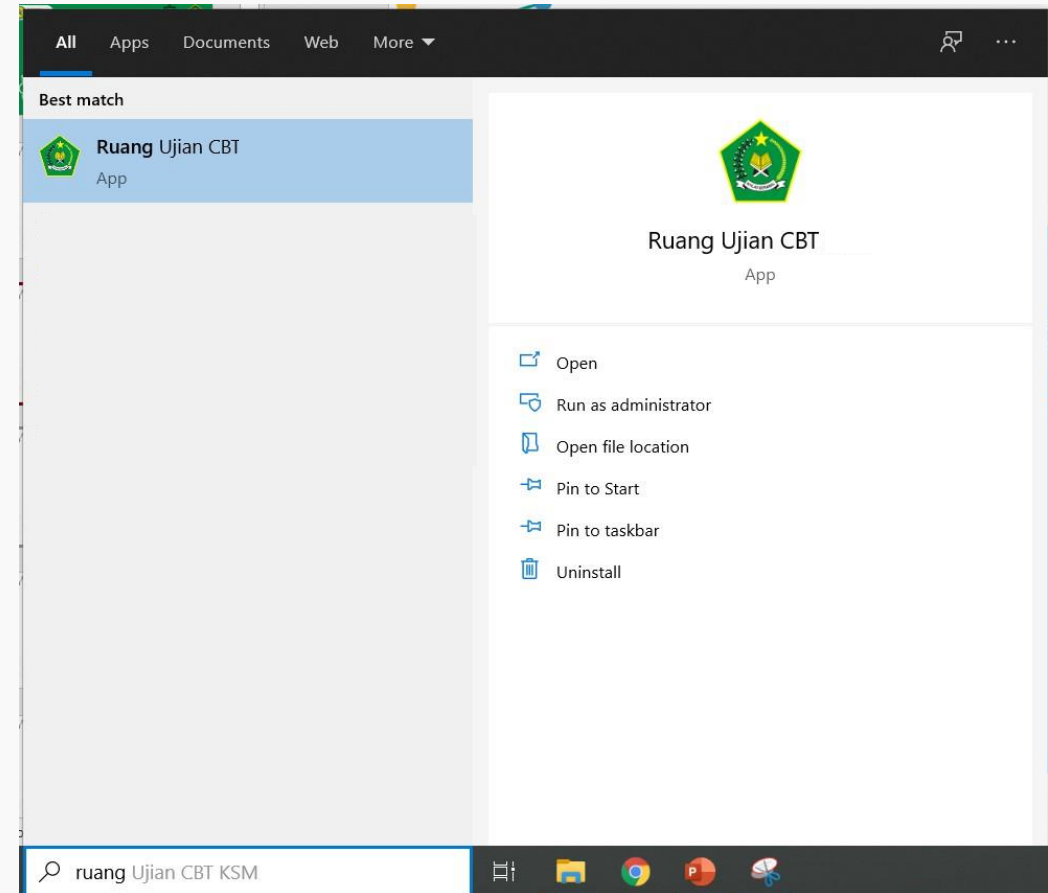 All Apps Documents Web More
Best match
Ruang Ujian CBT
App
Ruang Ujian CBT
App
Open
Run as administrator
Open file location
Pin to Start
Pin to taskbar
Uninstall
ruang Ujian CBT KSM